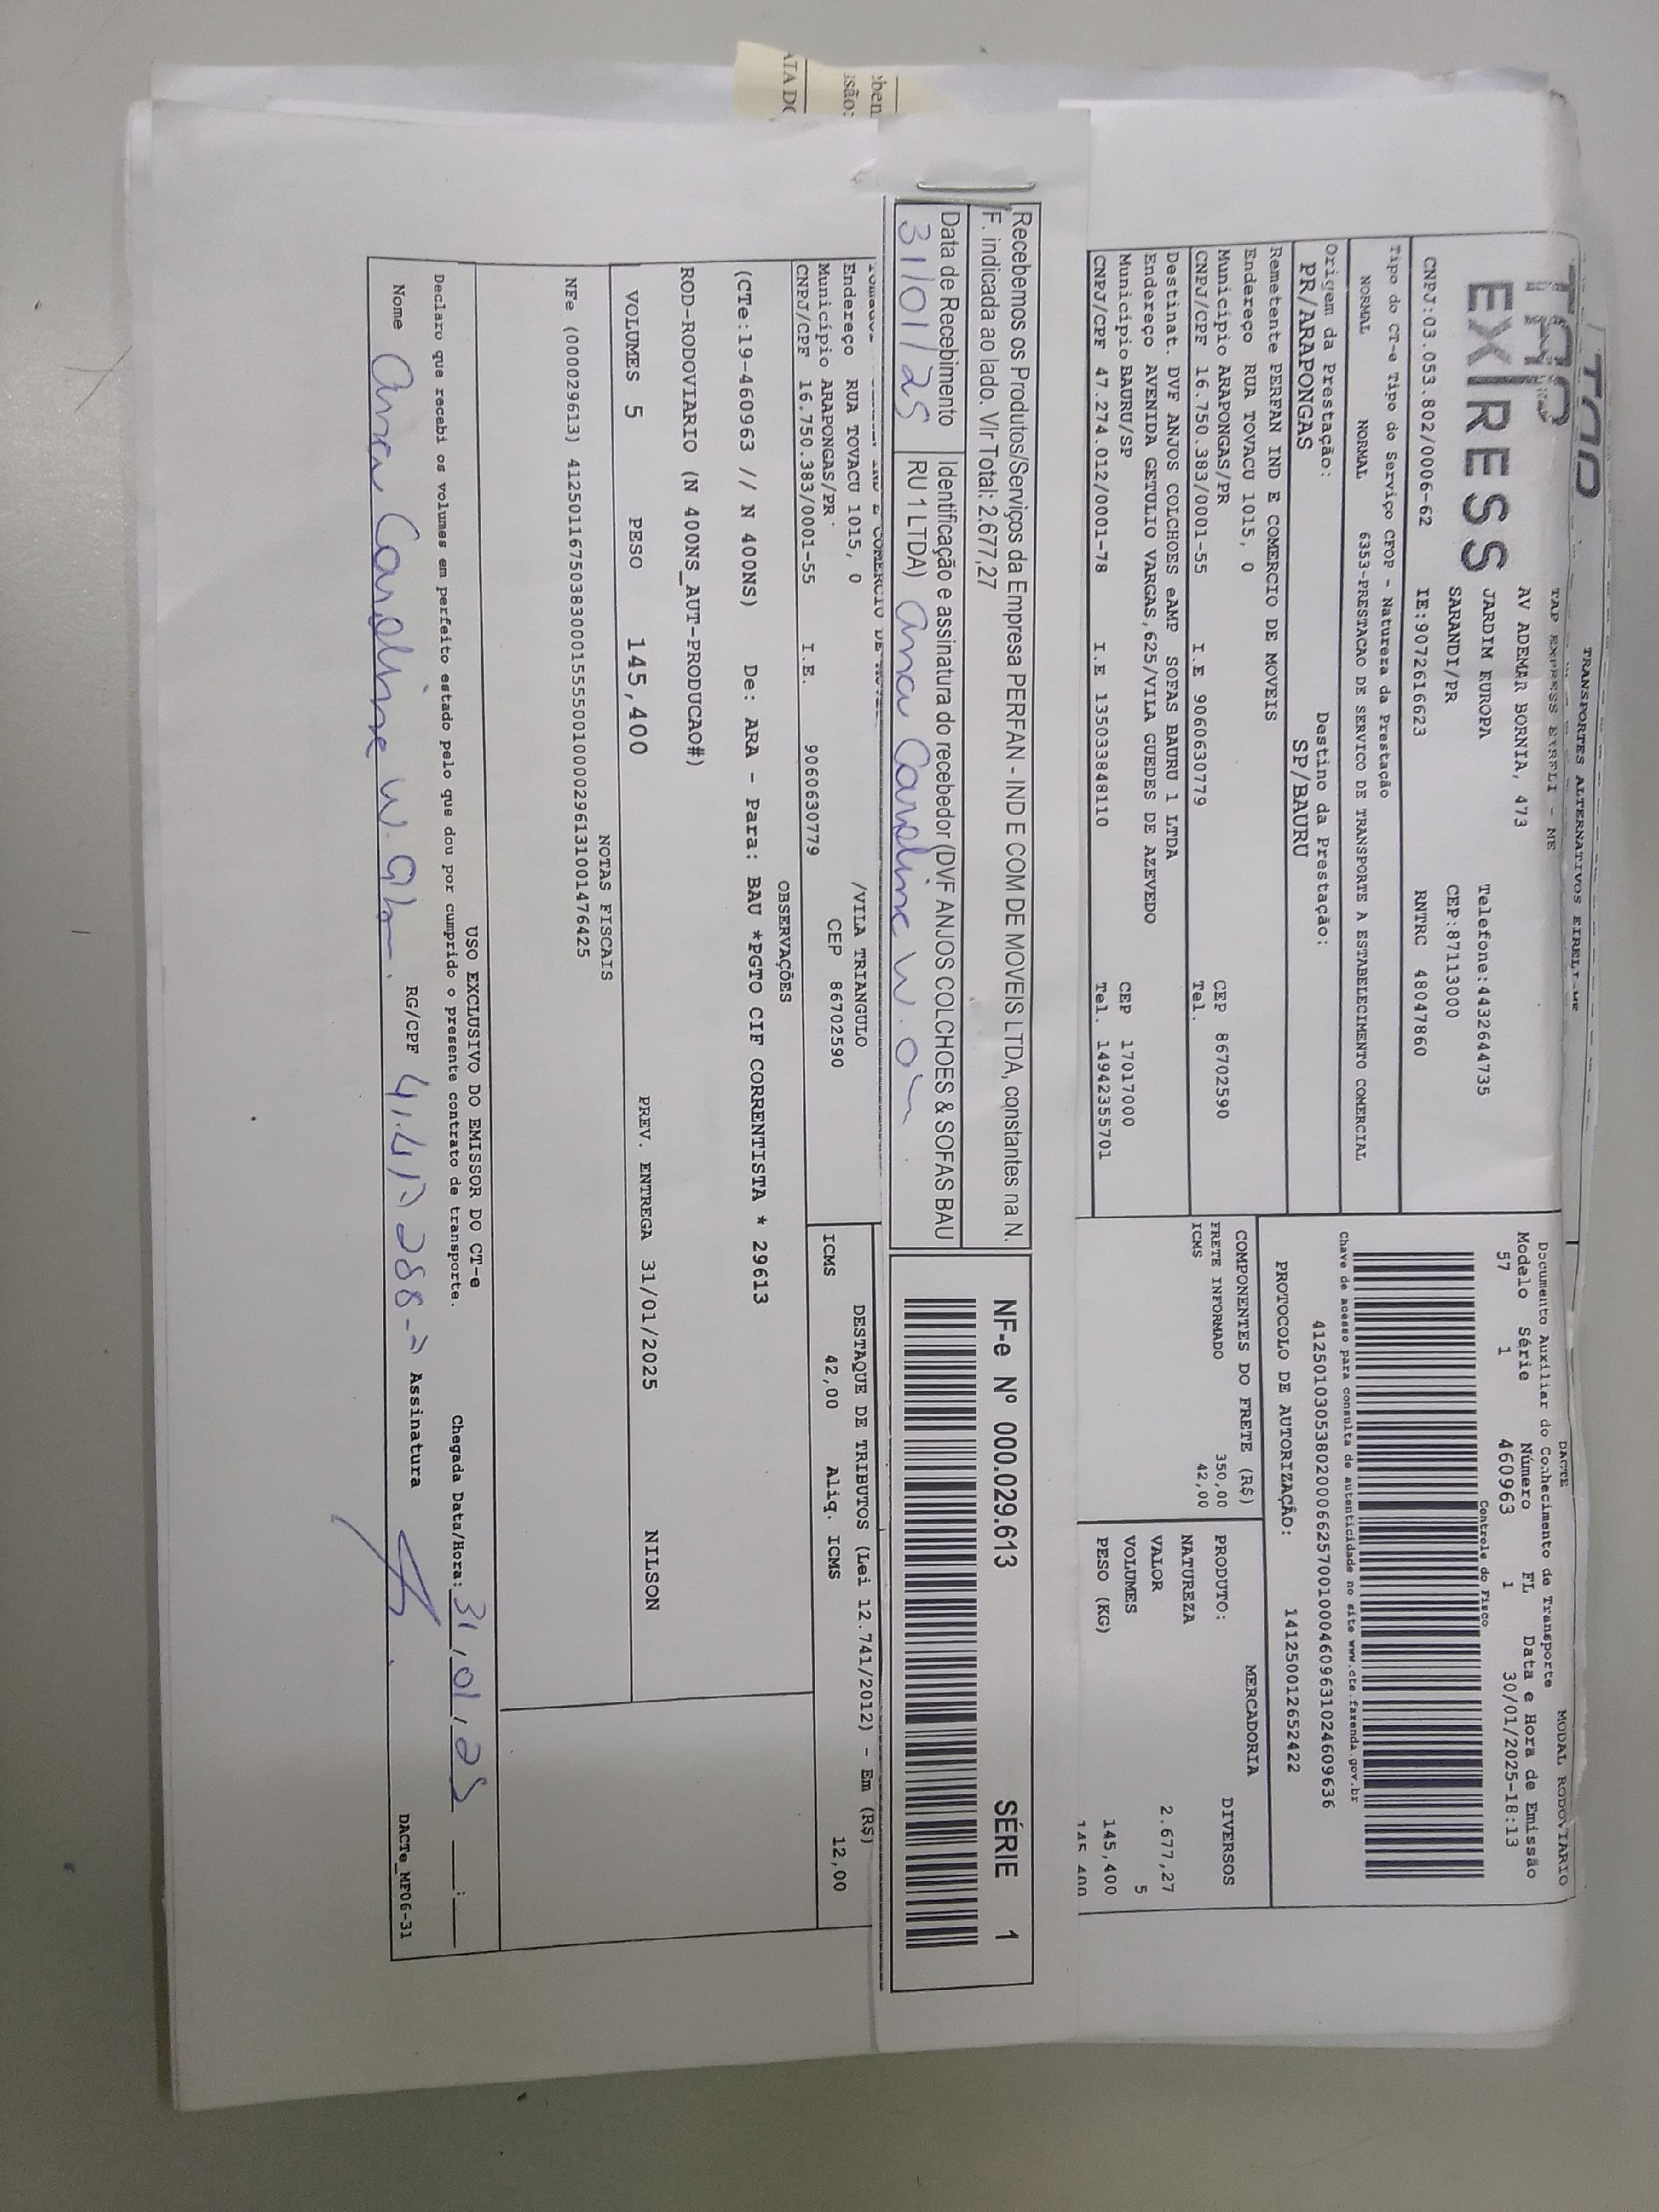 TRANSPORTES ALTERNATIVOS EIRELI-ME
TAP EXPRESS EIRELI - ME
TAP
EXPRESS
AV ADEMAR BORNIA, 473
JARDIM EUROPA
Telefone:4432644735
SARANDI/PR
CEP:87113000
CNPJ:03.053.802/0006-62
IE:9072616623
RNTRC 48047860
Tipo do CT-e Tipo do Serviço CFOP - Natureza da Prestação
NORMAL NORMAL 6353-PRESTACAO DE SERVICO DE TRANSPORTE A ESTABELECIMENTO COMERCIAL
Origem da Prestação: Destino da Prestação:
PR/ARAPONGAS SP/BAURU
Remetente PERFAN IND E COMERCIO DE MOVEIS
Endereço RUA TOVACU 1015, 0
Município ARAPONGAS/PR CEP 86702590
CNPJ/CPF 16.750.383/0001-55 I.E 9060630779 Tel.
Destinat. DVF ANJOS COLCHOES eAMP SOFAS BAURU 1 LTDA
Endereço AVENIDA GETULIO VARGAS,625/VILA GUEDES DE AZEVEDO
Município BAURU/SP CEP 17017000
CNPJ/CPF 47.274.012/0001-78 I.E 135033848110 Tel. 14942355701
DACTE MODAL RODOVIARIO
Documento Auxiliar do Conhecimento de Transporte
Modelo Série Número FL Data e Hora de Emissão
57 1 460963 1 30/01/2025-18:13
Controle do Fisco
Chave de acesso para consulta de autenticidade no site www.cte.fazenda.gov.br
41250103053802000662570010004609631024609636
PROTOCOLO DE AUTORIZAÇÃO: 141250012652422
COMPONENTES DO FRETE (R$)
FRETE INFORMADO 350,00
ICMS 42,00
MERCADORIA
PRODUTO: DIVERSOS
NATUREZA
VALOR 2.677,27
VOLUMES 5
PESO (KG) 145,400
145,400
Recebemos os Produtos/Serviços da Empresa PERFAN - IND E COM DE MOVEIS LTDA, constantes na N.
F. indicada ao lado. Vlr Total: 2.677,27
Data de Recebimento
31/01/25
Identificação e assinatura do recebedor (DVF ANJOS COLCHOES & SOFAS BAU
RU 1 LTDA) Ana Caroline W.
NF-e Nº 000.029.613 SÉRIE 1
Endereço RUA TOVACU 1015, 0 /VILA TRIANGULO
Município ARAPONGAS/PR CEP 86702590
CNPJ/CPF 16.750.383/0001-55 I.E. 9060630779
DESTAQUE DE TRIBUTOS (Lei 12.741/2012) - Em (R$)
ICMS 42,00 Aliq. ICMS 12,00
OBSERVAÇÕES
(CTe:19-460963 // N 400NS) De: ARA - Para: BAU *PGTO CIF CORRENTISTA * 29613
ROD-RODOVIARIO (N 400NS_AUT-PRODUCAO#)
VOLUMES 5 PESO 145,400 PREV. ENTREGA 31/01/2025 NILSON
NOTAS FISCAIS
NFe (000029613) 41250116750383000155550010000296131001476425
USO EXCLUSIVO DO EMISSOR DO CT-e
Declaro que recebi os volumes em perfeito estado pelo que dou por cumprido o presente contrato de transporte.
Chegada Data/Hora: 31/01/25 __:__
Nome Ana Caroline W. RG/CPF Assinatura
DACTe_MF06-31